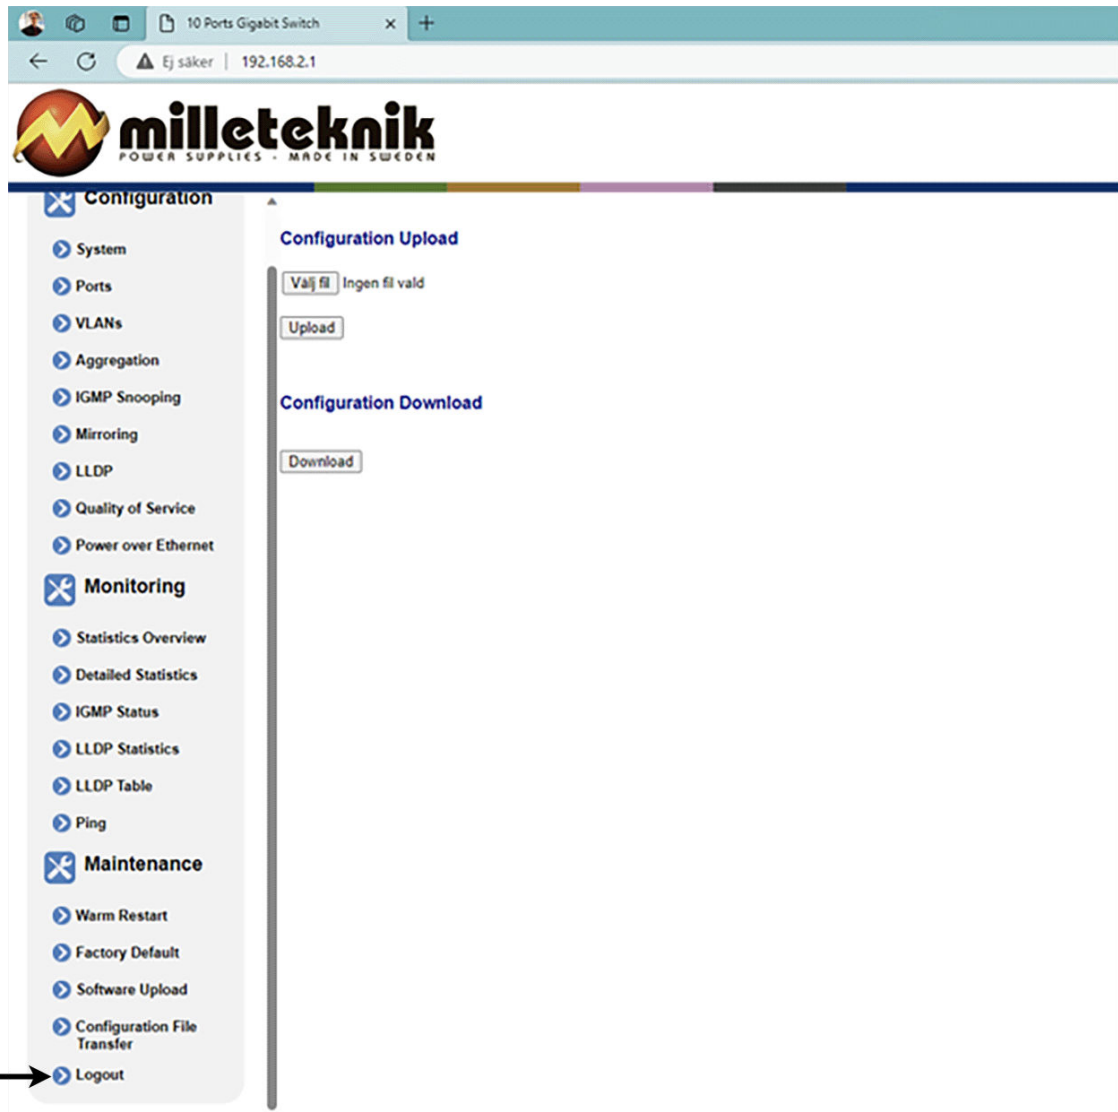 10 Ports Gigabit Switch
Ej säker | 192.168.2.1
milleteknik
POWER SUPPLIES - MADE IN SWEDEN
Configuration
System
Ports
VLANs
Aggregation
IGMP Snooping
Mirroring
LLDP
Quality of Service
Power over Ethernet
Monitoring
Statistics Overview
Detailed Statistics
IGMP Status
LLDP Statistics
LLDP Table
Ping
Maintenance
Warm Restart
Factory Default
Software Upload
Configuration File
Transfer
Logout
Configuration Upload
Välj fil Ingen fil vald
Upload
Configuration Download
Download